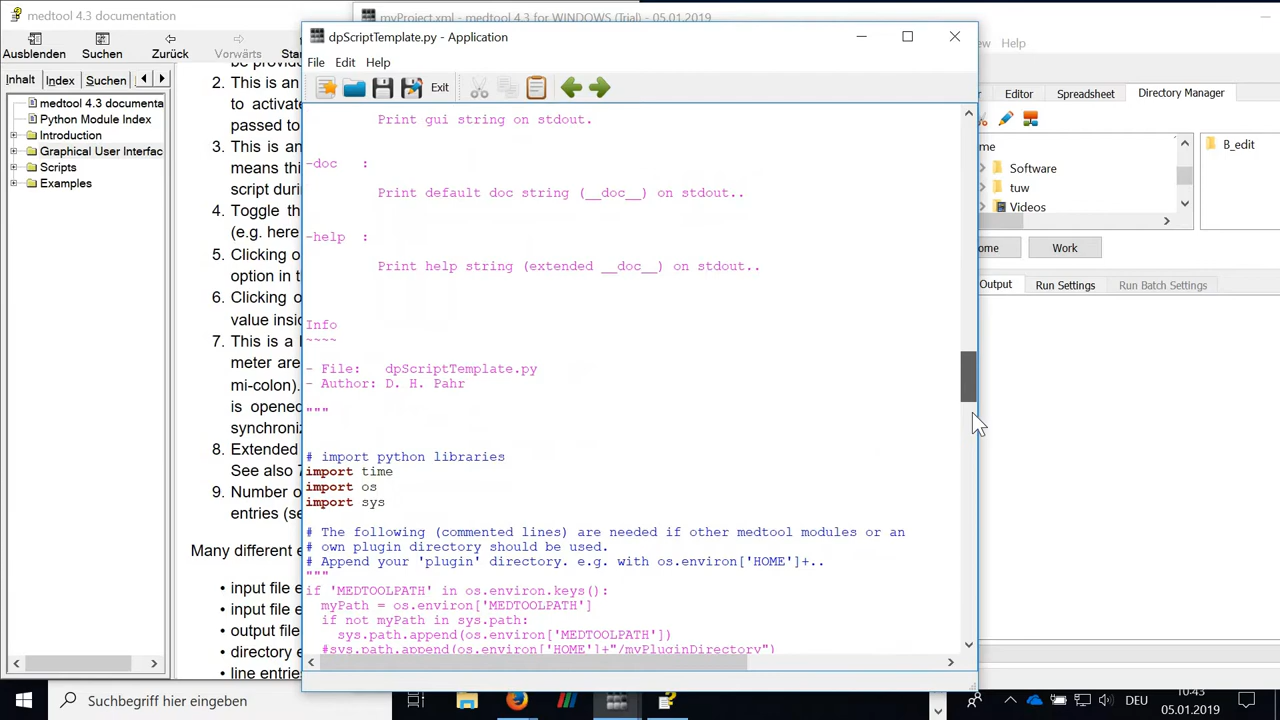 medtool 4.3 documentation
Ausblenden
Suchen
Zurück
Vorwärts
Inhalt
Index
Suchen
medtool 4.3 documenta
Python Module Index
Introduction
Graphical User Interfac
Scripts
Examples
2. This is an
to activate
passed to
3. This is an
means this
script duri
4. Toggle th
(e.g. here
5. Clicking o
option in t
6. Clicking o
value insi
7. This is a l
meter are
mi-colon).
is opened
synchroni
8. Extended
See also 7
9. Number o
entries (se
Many different e
• input file e
• input file e
• output file
• directory e
• line entrie
myProject.xml - medtool 4.3 for WINDOWS (Trial) - 05.01.2019
dpScriptTemplate.py - Application
File Edit Help
Exit
Print gui string on stdout.
-doc :
Print default doc string (__doc__) on stdout..
-help :
Print help string (extended __doc__) on stdout..
Info
~~~~
- File: dpScriptTemplate.py
- Author: D. H. Pahr
"""
# import python libraries
import time
import os
import sys
# The following (commented lines) are needed if other medtool modules or an
# own plugin directory should be used.
# Append your 'plugin' directory. e.g. with os.environ['HOME']+..
"""
if 'MEDTOOLPATH' in os.environ.keys():
myPath = os.environ['MEDTOOLPATH']
if not myPath in sys.path:
sys.path.append(os.environ['MEDTOOLPATH'])
#sys.path.append(os.environ['HOME']+"/myPluginDirectory")
Help
Editor
Spreadsheet
Directory Manager
Software
tuw
Videos
B_edit
Work
Output
Run Settings
Run Batch Settings
Suchbegriff hier eingeben
DEU
10:43
05.01.2019